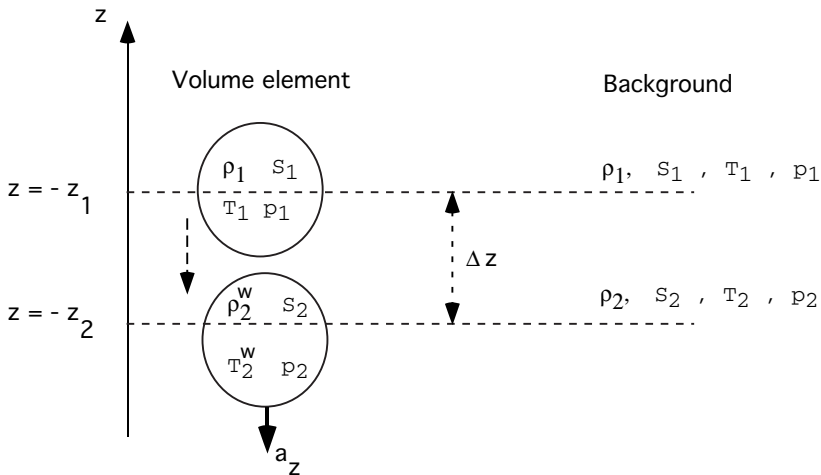 z
Volume element
Background
z = - z1
ρ1 S1
T1 p1
ρ1, S1 , T1 , p1
Δ z
z = - z2
ρ2w S2
T2w p2
ρ2, S2 , T2 , p2
az